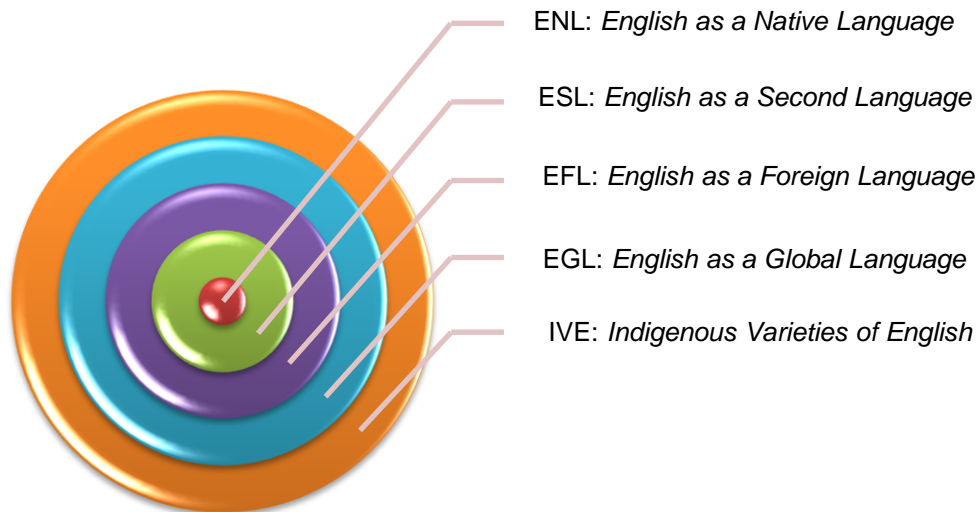 ENL: English as a Native Language
ESL: English as a Second Language
EFL: English as a Foreign Language
EGL: English as a Global Language
IVE: Indigenous Varieties of English